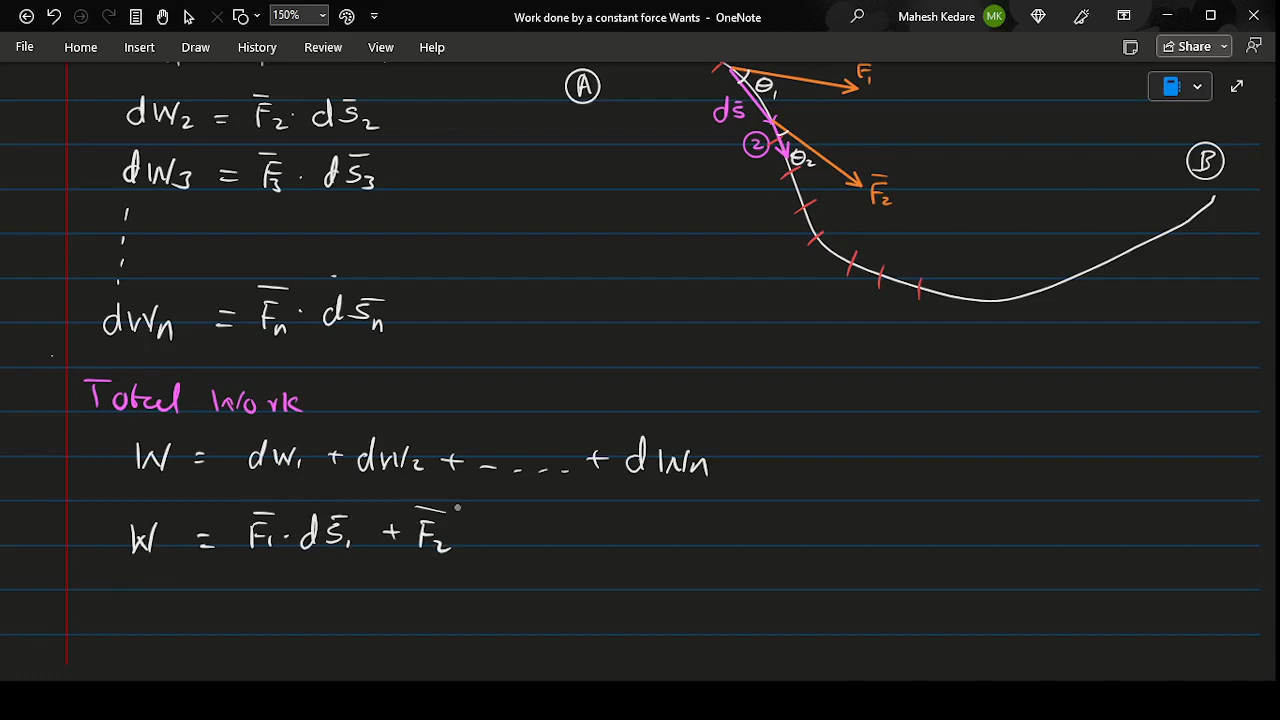 150%
Work done by a constant force Wants - OneNote
Mahesh Kedare
MK
File Home Insert Draw History Review View Help
Share
dW₂ = F̅₂ · ds̅₂
dW₃ = F̅₃ · ds̅₃
dWₙ = F̅ₙ · ds̅ₙ
Total Work
W = dW₁ + dW₂ + - . . . . + dWₙ
W = F̅₁ · ds̅₁ + F̅₂
A
F₁
θ₁
ds̅
2
θ₂
F̅₂
B